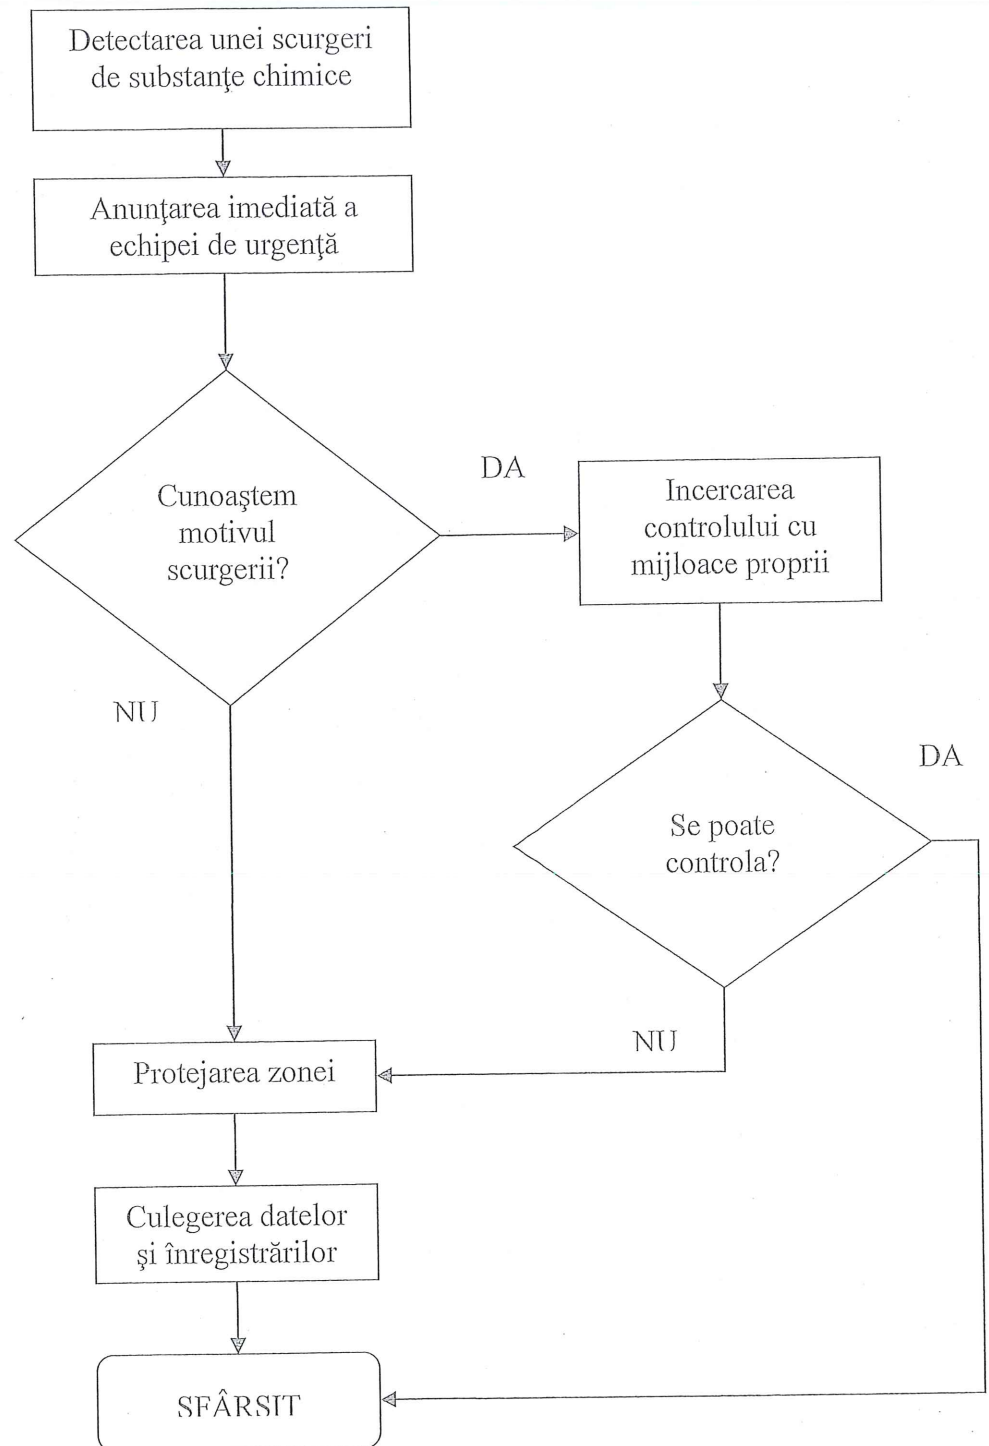 Detectarea unei scurgeri
de substanţe chimice
Anunţarea imediată a
echipei de urgenţă
Cunoaştem
motivul
scurgerii?
DA
Incercarea
controlului cu
mijloace proprii
NU
DA
Se poate
controla?
NU
Protejarea zonei
Culegerea datelor
şi înregistrărilor
SFÂRSIT